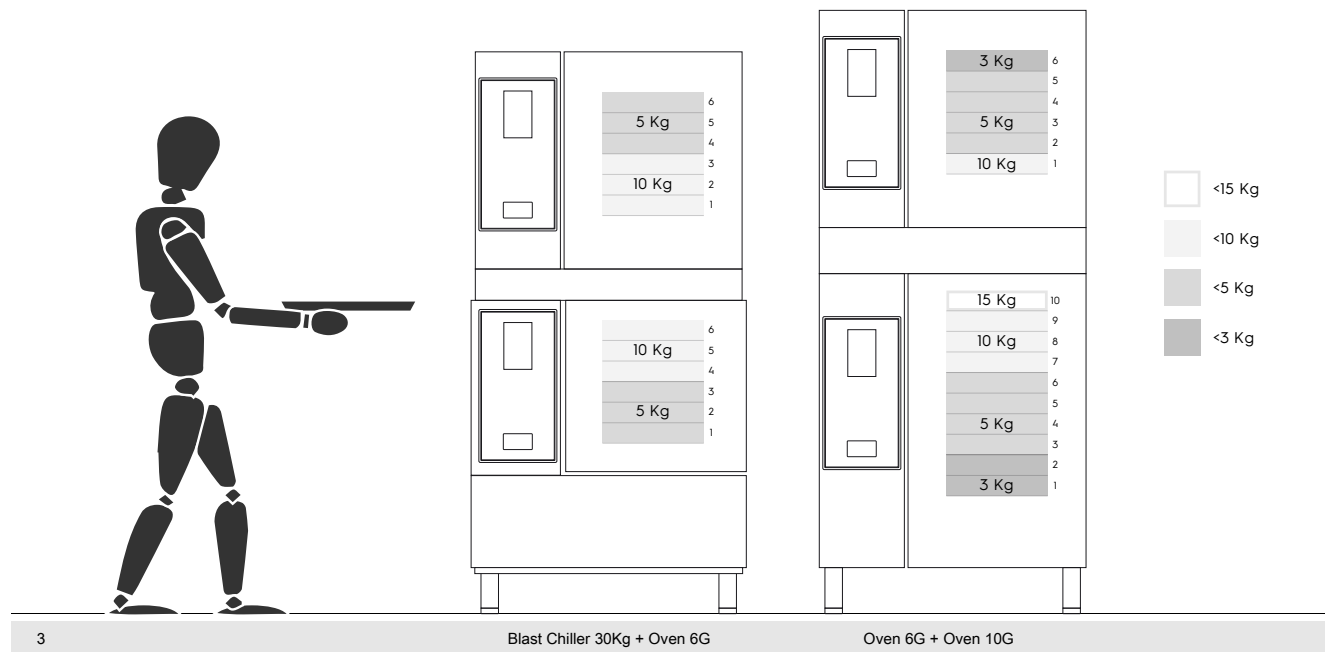 6
5 Kg 5
4
3
10 Kg 2
1
6
10 Kg 5
4
3
5 Kg 2
1
3 Kg 6
5
4
5 Kg 3
2
10 Kg 1
15 Kg 10
9
10 Kg 8
7
6
5
5 Kg 4
3
2
3 Kg 1
<15 Kg
<10 Kg
<5 Kg
<3 Kg
3 Blast Chiller 30Kg + Oven 6G Oven 6G + Oven 10G